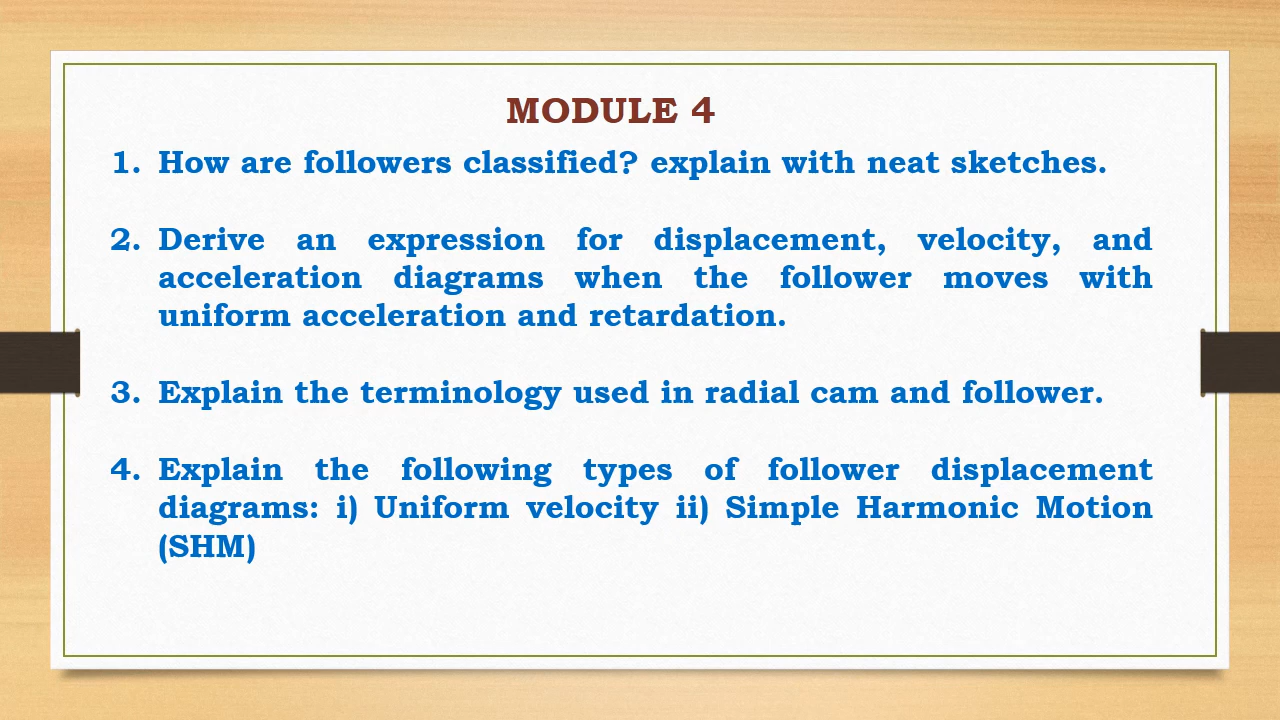 MODULE 4
1. How are followers classified? explain with neat sketches.
2. Derive an expression for displacement, velocity, and
acceleration diagrams when the follower moves with
uniform acceleration and retardation.
3. Explain the terminology used in radial cam and follower.
4. Explain the following types of follower displacement
diagrams: i) Uniform velocity ii) Simple Harmonic Motion
(SHM)